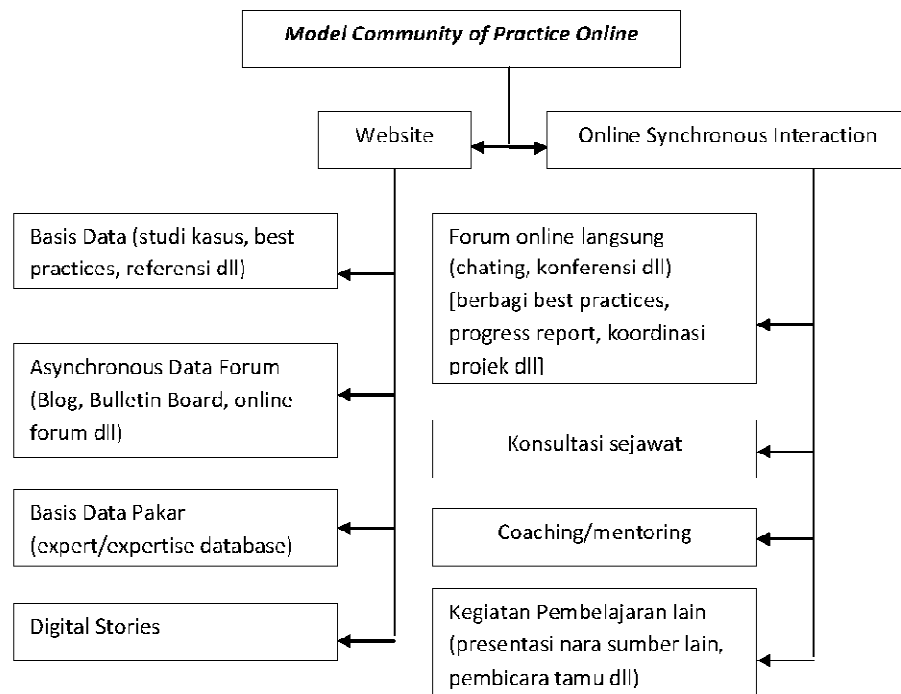 Model Community of Practice Online
Website
Online Synchronous Interaction
Basis Data (studi kasus, best
practices, referensi dll)
Asynchronous Data Forum
(Blog, Bulletin Board, online
forum dll)
Basis Data Pakar
(expert/expertise database)
Digital Stories
Forum online langsung
(chating, konferensi dll)
[berbagi best practices,
progress report, koordinasi
projek dll]
Konsultasi sejawat
Coaching/mentoring
Kegiatan Pembelajaran lain
(presentasi nara sumber lain,
pembicara tamu dll)